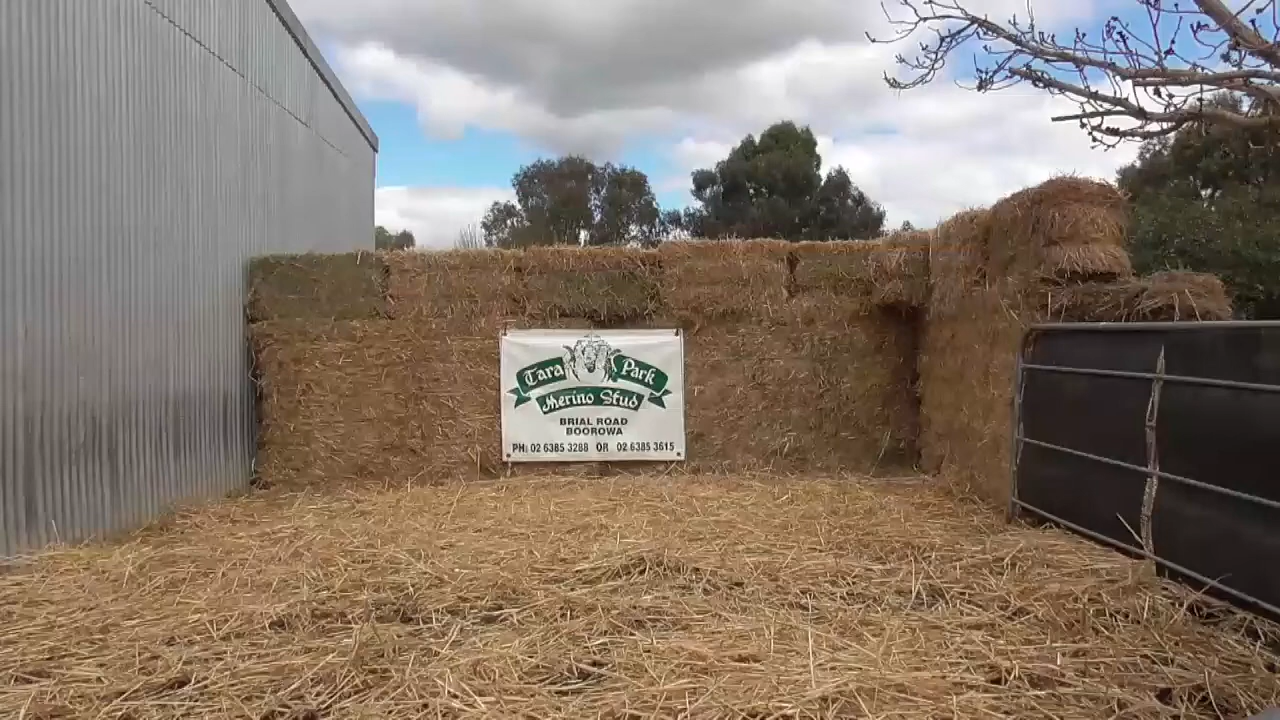 Tara Park
Merino Stud
BRIAL ROAD
BOOROWA
PH: 02 6385 3288 OR 02 6385 3615